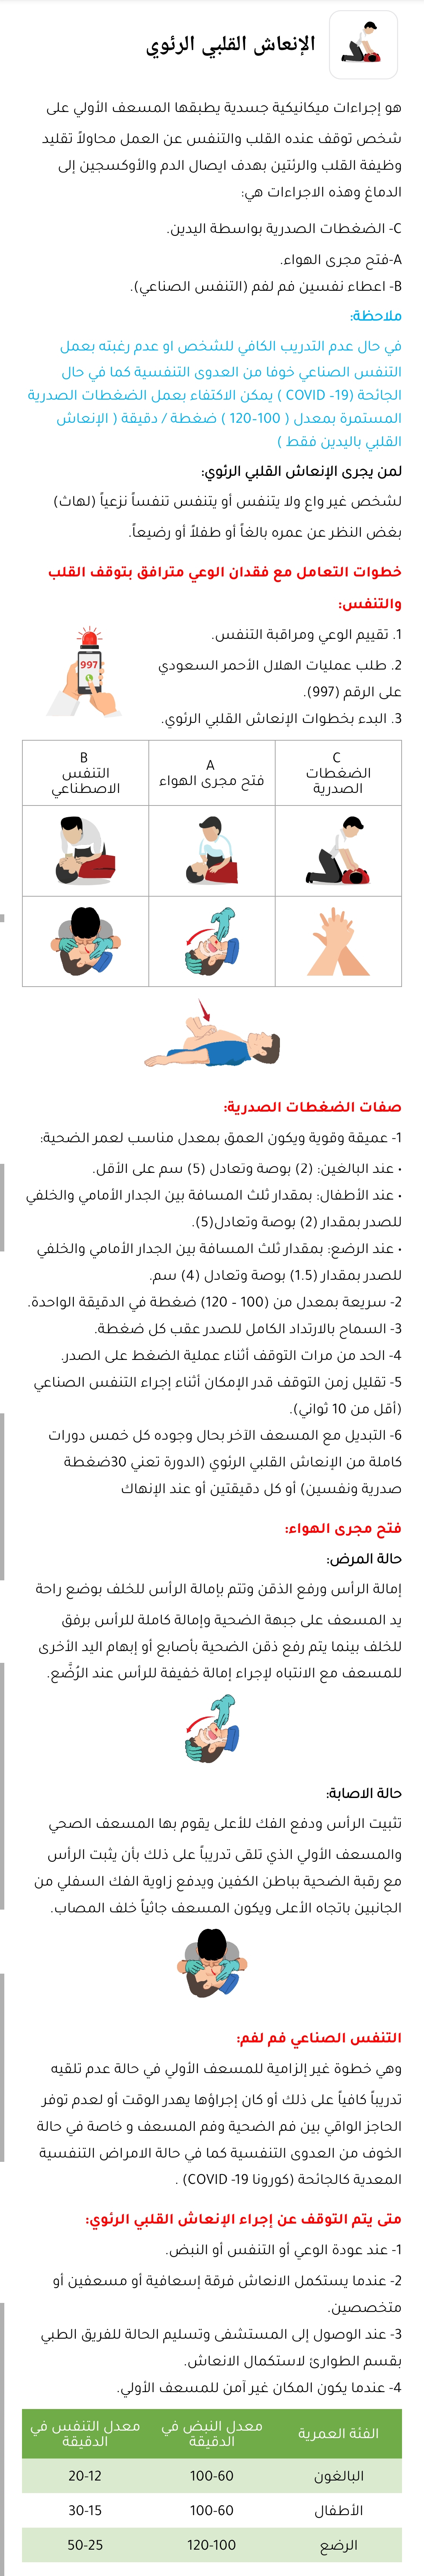 الإنعاش القلبي الرئوي
هو إجراءات ميكانيكية جسدية يطبقها المسعف الأولي على
شخص توقف عنده القلب والتنفس عن العمل محاولاً تقليد
وظيفة القلب والرئتين بهدف ايصال الدم والأوكسجين إلى
الدماغ وهذه الاجراءات هي:
C- الضغطات الصدرية بواسطة اليدين.
A-فتح مجرى الهواء.
B- اعطاء نفسين فم لفم (التنفس الصناعي).
ملاحظة:
في حال عدم التدريب الكافي للشخص او عدم رغبته بعمل
التنفس الصناعي خوفا من العدوى التنفسية كما في حال
الجائحة (COVID -19 ) يمكن الاكتفاء بعمل الضغطات الصدرية
المستمرة بمعدل ( 100-120 ) ضغطة / دقيقة ( الإنعاش
القلبي باليدين فقط )
لمن يجرى الإنعاش القلبي الرئوي:
لشخص غير واع ولا يتنفس أو يتنفس تنفساً نزعياً (لهاث)
بغض النظر عن عمره بالغاً أو طفلاً أو رضيعاً.
خطوات التعامل مع فقدان الوعي مترافق بتوقف القلب
والتنفس:
1. تقييم الوعي ومراقبة التنفس.
2. طلب عمليات الهلال الأحمر السعودي
على الرقم (997).
3. البدء بخطوات الإنعاش القلبي الرئوي.
997
C
الضغطات
الصدرية
A
فتح مجرى الهواء
B
التنفس
الاصطناعي
صفات الضغطات الصدرية:
1- عميقة وقوية ويكون العمق بمعدل مناسب لعمر الضحية:
• عند البالغين: (2) بوصة وتعادل (5) سم على الأقل.
• عند الأطفال: بمقدار ثلث المسافة بين الجدار الأمامي والخلفي
للصدر بمقدار (2) بوصة وتعادل(5).
• عند الرضع: بمقدار ثلث المسافة بين الجدار الأمامي والخلفي
للصدر بمقدار (1.5) بوصة وتعادل (4) سم.
2- سريعة بمعدل من (100 - 120) ضغطة في الدقيقة الواحدة.
3- السماح بالارتداد الكامل للصدر عقب كل ضغطة.
4- الحد من مرات التوقف أثناء عملية الضغط على الصدر.
5- تقليل زمن التوقف قدر الإمكان أثناء إجراء التنفس الصناعي
(أقل من 10 ثواني).
6- التبديل مع المسعف الآخر بحال وجوده كل خمس دورات
كاملة من الإنعاش القلبي الرئوي (الدورة تعني 30ضغطة
صدرية ونفسين) أو كل دقيقتين أو عند الإنهاك
فتح مجرى الهواء:
حالة المرض:
إمالة الرأس ورفع الذقن وتتم بإمالة الرأس للخلف بوضع راحة
يد المسعف على جبهة الضحية وإمالة كاملة للرأس برفق
للخلف بينما يتم رفع ذقن الضحية بأصابع أو إبهام اليد الأخرى
للمسعف مع الانتباه لإجراء إمالة خفيفة للرأس عند الرُضَّع.
حالة الاصابة:
تثبيت الرأس ودفع الفك للأعلى يقوم بها المسعف الصحي
والمسعف الأولي الذي تلقى تدريباً على ذلك بأن يثبت الرأس
مع رقبة الضحية بباطن الكفين ويدفع زاوية الفك السفلي من
الجانبين باتجاه الأعلى ويكون المسعف جاثياً خلف المصاب.
التنفس الصناعي فم لفم:
وهي خطوة غير إلزامية للمسعف الأولي في حالة عدم تلقيه
تدريباً كافياً على ذلك أو كان إجراؤها يهدر الوقت أو لعدم توفر
الحاجز الواقي بين فم الضحية وفم المسعف و خاصة في حالة
الخوف من العدوى التنفسية كما في حالة الامراض التنفسية
المعدية كالجائحة (كورونا COVID -19) .
متى يتم التوقف عن إجراء الإنعاش القلبي الرئوي:
1- عند عودة الوعي أو التنفس أو النبض.
2- عندما يستكمل الانعاش فرقة إسعافية أو مسعفين أو
متخصصين.
3- عند الوصول إلى المستشفى وتسليم الحالة للفريق الطبي
بقسم الطوارئ لاستكمال الانعاش.
4- عندما يكون المكان غير آمن للمسعف الأولي.
الفئة العمرية معدل النبض في الدقيقة معدل التنفس في الدقيقة
البالغون 100-60 20-12
الأطفال 100-60 30-15
الرضع 120-100 50-25